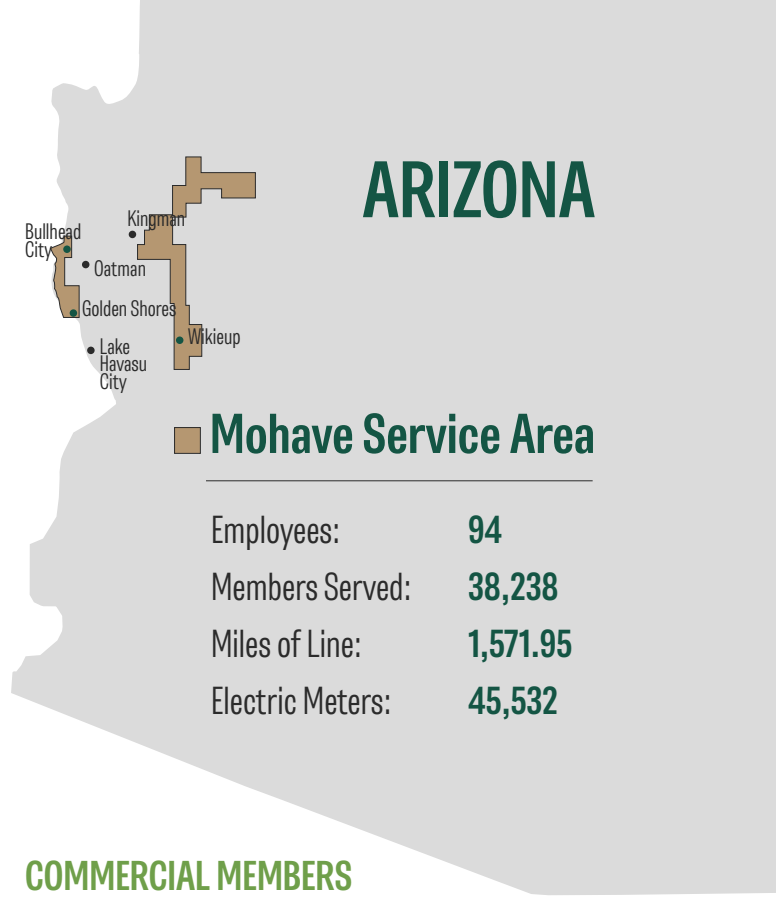 ARIZONA
Kingman
Bullhead
City
Oatman
Golden Shores
Wikieup
Lake
Havasu
City
Mohave Service Area
Employees: 94
Members Served: 38,238
Miles of Line: 1,571.95
Electric Meters: 45,532
COMMERCIAL MEMBERS